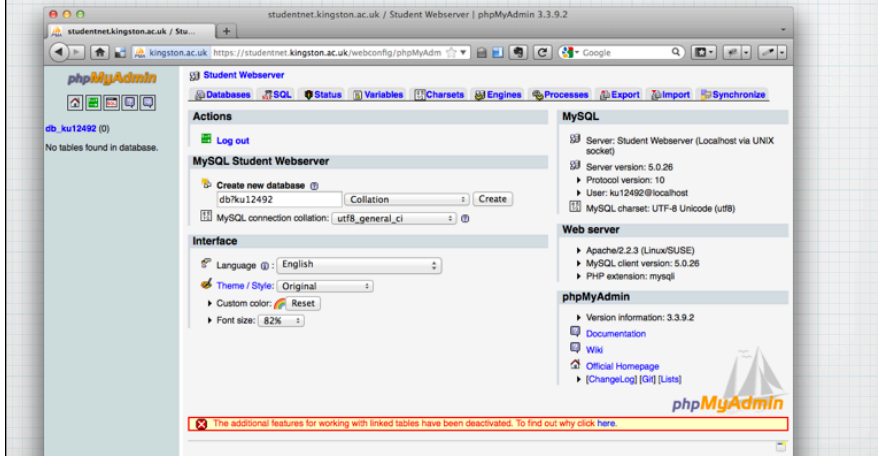 studentnet.kingston.ac.uk / Student Webserver | phpMyAdmin 3.3.9.2
studentnet.kingston.ac.uk / Stu...
kingston.ac.uk https://studentnet.kingston.ac.uk/webconfig/phpMyAdm
Google
phpMyAdmin
db_ku12492 (0)
No tables found in database.
Student Webserver
Databases SQL Status Variables Charsets Engines Processes Export Import Synchronize
Actions
Log out
MySQL Student Webserver
Create new database
db?ku12492 Collation Create
MySQL connection collation: utf8_general_ci
Interface
Language : English
Theme / Style: Original
Custom color: Reset
Font size: 82%
MySQL
Server: Student Webserver (Localhost via UNIX
socket)
Server version: 5.0.26
Protocol version: 10
User: ku12492@localhost
MySQL charset: UTF-8 Unicode (utf8)
Web server
Apache/2.2.3 (Linux/SUSE)
MySQL client version: 5.0.26
PHP extension: mysqli
phpMyAdmin
Version information: 3.3.9.2
Documentation
Wiki
Official Homepage
[ChangeLog] [Git] [Lists]
phpMyAdmin
The additional features for working with linked tables have been deactivated. To find out why click here.